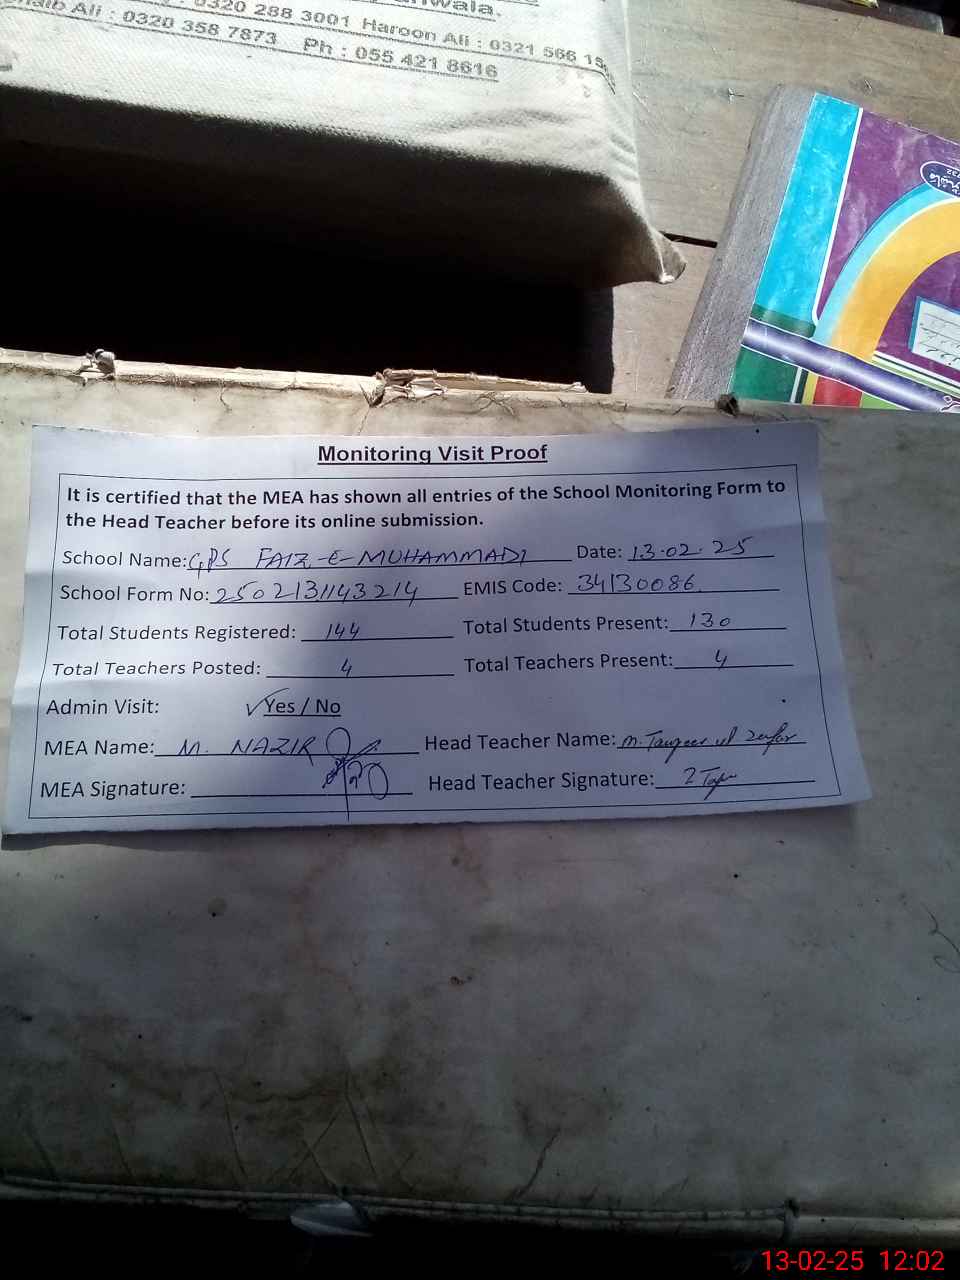 nwala.
0320 288 3001 Haroon Ali : 0321 566
Ali : 0320 358 7873 Ph : 055 421 8616
Monitoring Visit Proof
It is certified that the MEA has shown all entries of the School Monitoring Form to
the Head Teacher before its online submission.
School Name: GPS FAIZ-E-MUHAMMADI Date: 13.02.25
School Form No: 2502131143214 EMIS Code: 34130086
Total Students Registered: 144 Total Students Present: 130
Total Teachers Posted: 4 Total Teachers Present: 4
Admin Visit: ✓Yes / No
MEA Name: M. NAZIR Head Teacher Name: M.
MEA Signature: Head Teacher Signature:
13-02-25 12:02